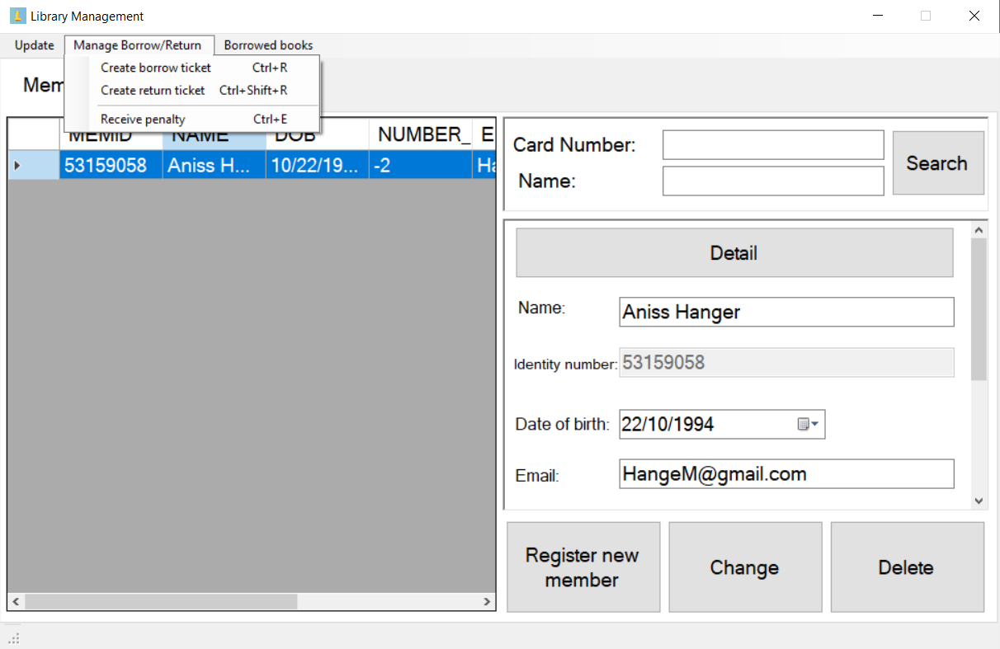 Library Management
Update Manage Borrow/Return Borrowed books
Create borrow ticket Ctrl+R
Create return ticket Ctrl+Shift+R
Receive penalty Ctrl+E
Mem
MEMID NAME DOB NUMBER_ E
53159058 Aniss H... 10/22/19... -2 Ha
Card Number:
Name:
Search
Detail
Name: Aniss Hanger
Identity number: 53159058
Date of birth: 22/10/1994
Email: HangeM@gmail.com
Register new
member
Change
Delete